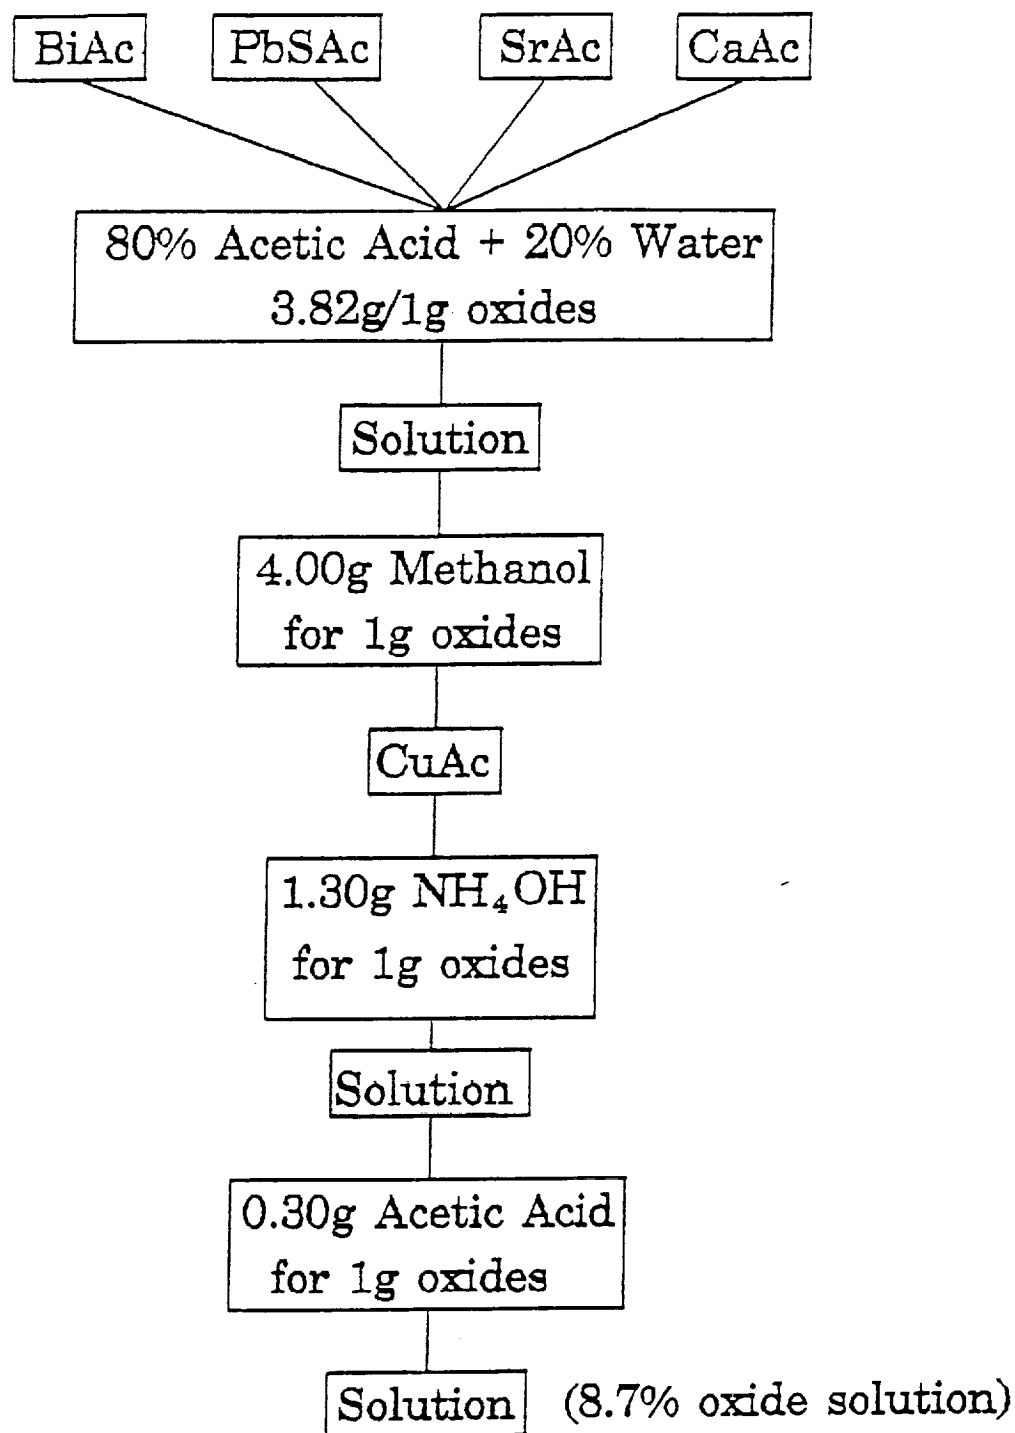 BiAc PbSAc SrAc CaAc
80% Acetic Acid + 20% Water
3.82g/1g oxides
Solution
4.00g Methanol
for 1g oxides
CuAc
1.30g NH₄OH
for 1g oxides
Solution
0.30g Acetic Acid
for 1g oxides
Solution (8.7% oxide solution)